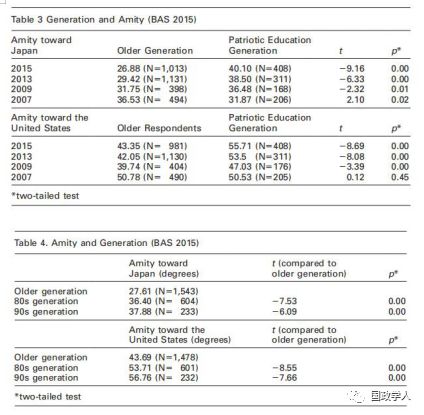 Table 3 Generation and Amity (BAS 2015)
Amity toward Japan Older Generation Patriotic Education Generation t p*
2015 26.88 (N=1,013) 40.10 (N=408) −9.16 0.00
2013 29.42 (N=1,131) 38.50 (N=311) −6.33 0.00
2009 31.75 (N= 398) 36.48 (N=168) −2.32 0.01
2007 36.53 (N= 494) 31.87 (N=206) 2.10 0.02
Amity toward the United States Older Respondents Patriotic Education Generation t p*
2015 43.35 (N= 981) 55.71 (N=408) −8.69 0.00
2013 42.05 (N=1,130) 53.5 (N=311) −8.08 0.00
2009 39.74 (N= 404) 47.03 (N=176) −3.39 0.00
2007 50.78 (N= 490) 50.53 (N=205) 0.12 0.45
*two-tailed test
Table 4. Amity and Generation (BAS 2015)
Amity toward Japan (degrees) t (compared to older generation) p*
Older generation 27.61 (N=1,543)
80s generation 36.40 (N= 604) −7.53 0.00
90s generation 37.88 (N= 233) −6.09 0.00
Amity toward the United States (degrees) t (compared to older generation) p*
Older generation 43.69 (N=1,478)
80s generation 53.71 (N= 601) −8.55 0.00
90s generation 56.76 (N= 232) −7.66 0.00
*two-tailed test
国政学人